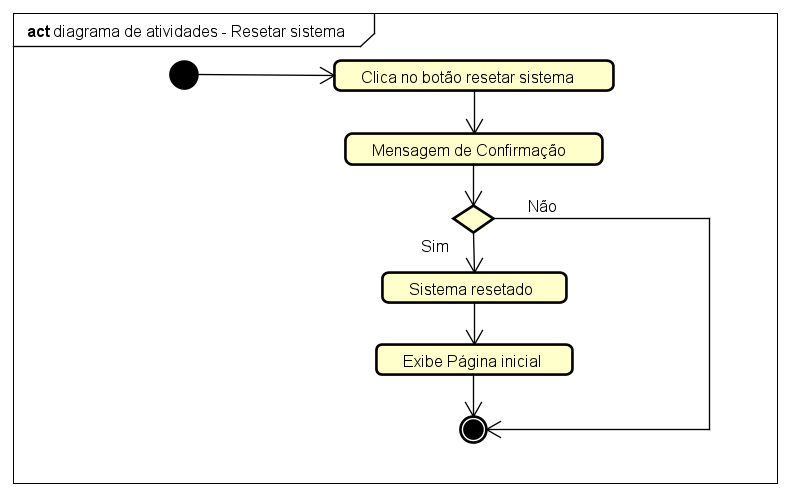 act diagrama de atividades - Resetar sistema
Clica no botão resetar sistema
Mensagem de Confirmação
Não
Sim
Sistema resetado
Exibe Página inicial